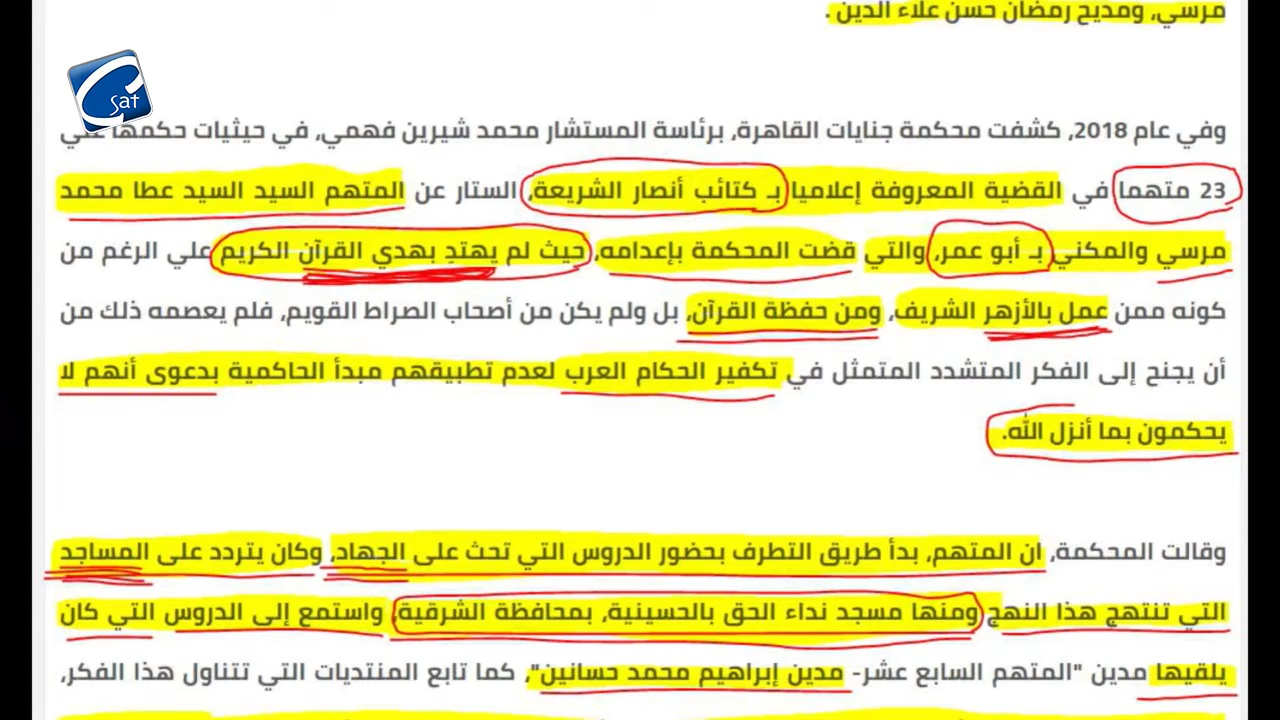 مرسي، ومديح رمضان حسن علاء الدين .
Sat
وفي عام 2018، كشفت محكمة جنايات القاهرة، برئاسة المستشار محمد شيرين فهمي، في حيثيات حكمها علي
23 متهما في القضية المعروفة إعلاميا بـ كتائب أنصار الشريعة، الستار عن المتهم السيد السيد عطا محمد
مرسي والمكني بـ أبو عمر، والتي قضت المحكمة بإعدامه، حيث لم يهتدِ بهدي القرآن الكريم علي الرغم من
كونه ممن عمل بالأزهر الشريف، ومن حفظة القرآن، بل ولم يكن من أصحاب الصراط القويم، فلم يعصمه ذلك من
أن يجنح إلى الفكر المتشدد المتمثل في تكفير الحكام العرب لعدم تطبيقهم مبدأ الحاكمية بدعوى أنهم لا
يحكمون بما أنزل الله.
وقالت المحكمة، ان المتهم، بدأ طريق التطرف بحضور الدروس التي تحث على الجهاد، وكان يتردد على المساجد
التي تنتهج هذا النهج ومنها مسجد نداء الحق بالحسينية، بمحافظة الشرقية، واستمع إلى الدروس التي كان
يلقيها مدين "المتهم السابع عشر- مدين إبراهيم محمد حسانين"، كما تابع المنتديات التي تتناول هذا الفكر،